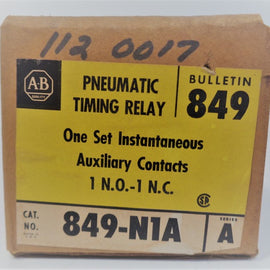 112 0017
A-B
PNEUMATIC
TIMING RELAY
BULLETIN
849
One Set Instantaneous
Auxiliary Contacts
1 N.O.-1 N.C.
CAT.
NO.
849-N1A
SERIES
A